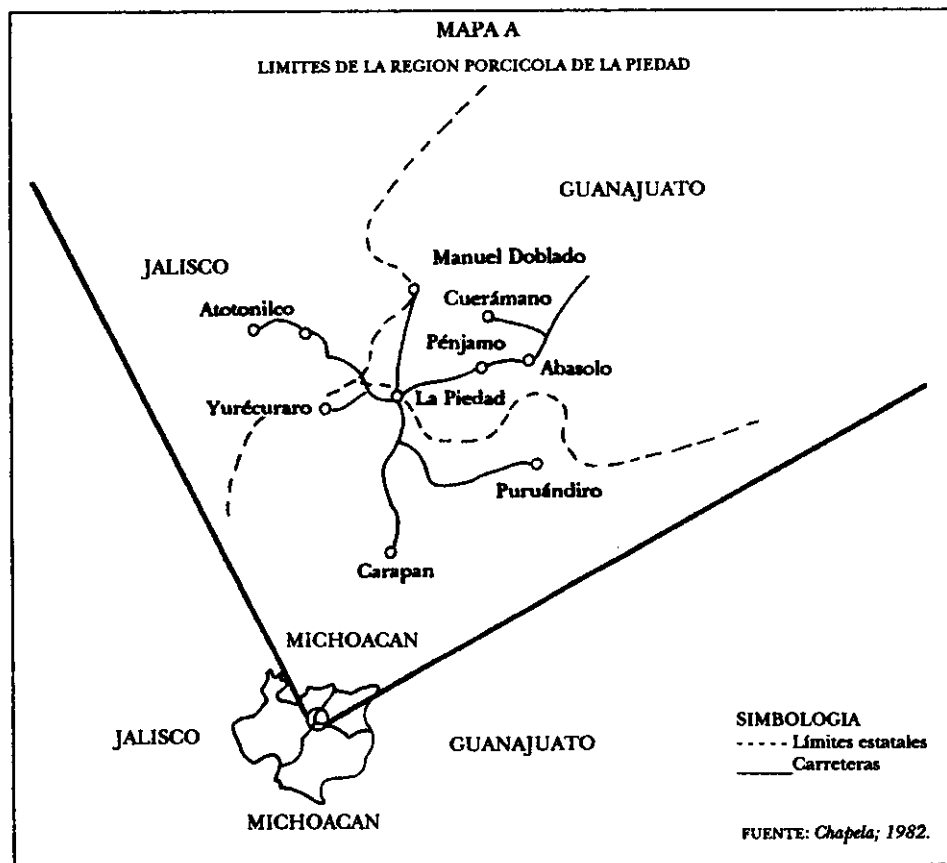 MAPA A
LIMITES DE LA REGION PORCICOLA DE LA PIEDAD
GUANAJUATO
JALISCO
Manuel Doblado
Cuerámano
Atotonilco
Pénjamo
Abasolo
La Piedad
Yurécuraro
Puruándiro
Carapan
MICHOACAN
JALISCO
GUANAJUATO
MICHOACAN
SIMBOLOGIA
Límites estatales
Carreteras
FUENTE: Chapela; 1982.